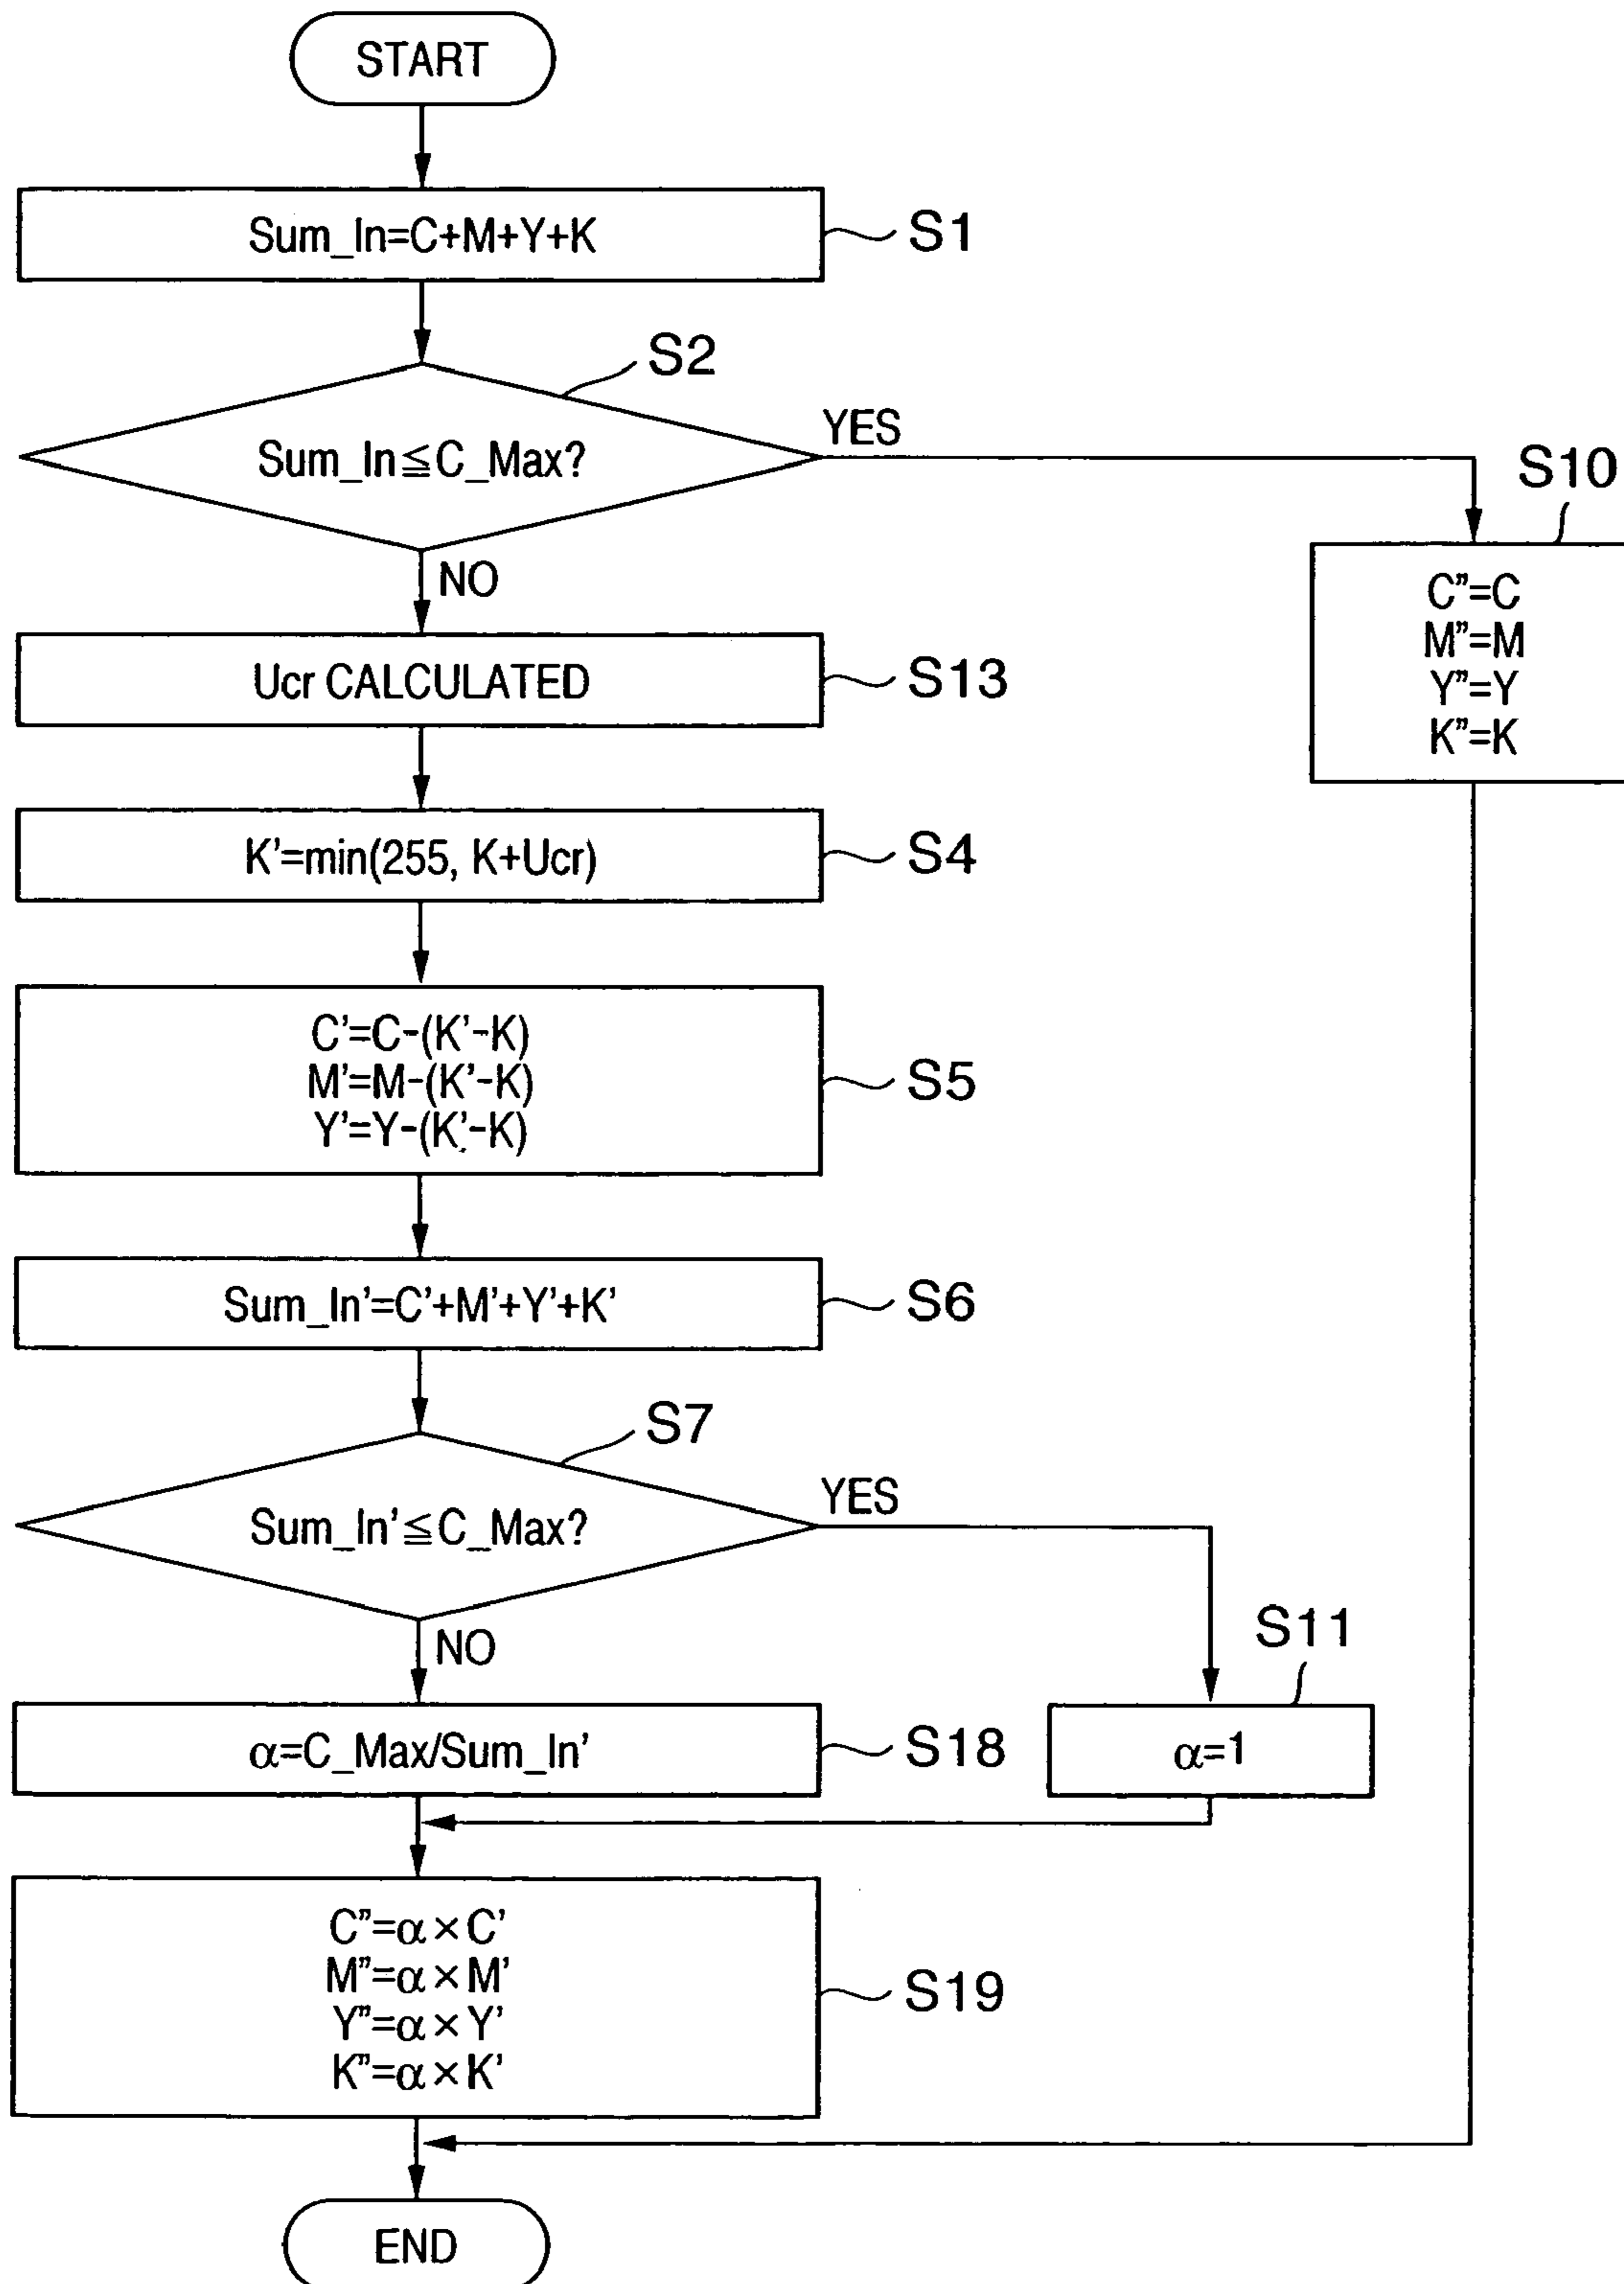 START
Sum_In=C+M+Y+K
S1
S2
Sum_In≦C_Max?
YES
NO
S10
C”=C
M”=M
Y”=Y
K”=K
Ucr CALCULATED
S13
K'=min(255, K+Ucr)
S4
C'=C-(K'-K)
M'=M-(K'-K)
Y'=Y-(K'-K)
S5
Sum_In'=C'+M'+Y'+K'
S6
S7
Sum_In'≦C_Max?
YES
NO
S11
α=C_Max/Sum_In'
S18
α=1
C”=α×C'
M”=α×M'
Y”=α×Y'
K”=α×K'
S19
END